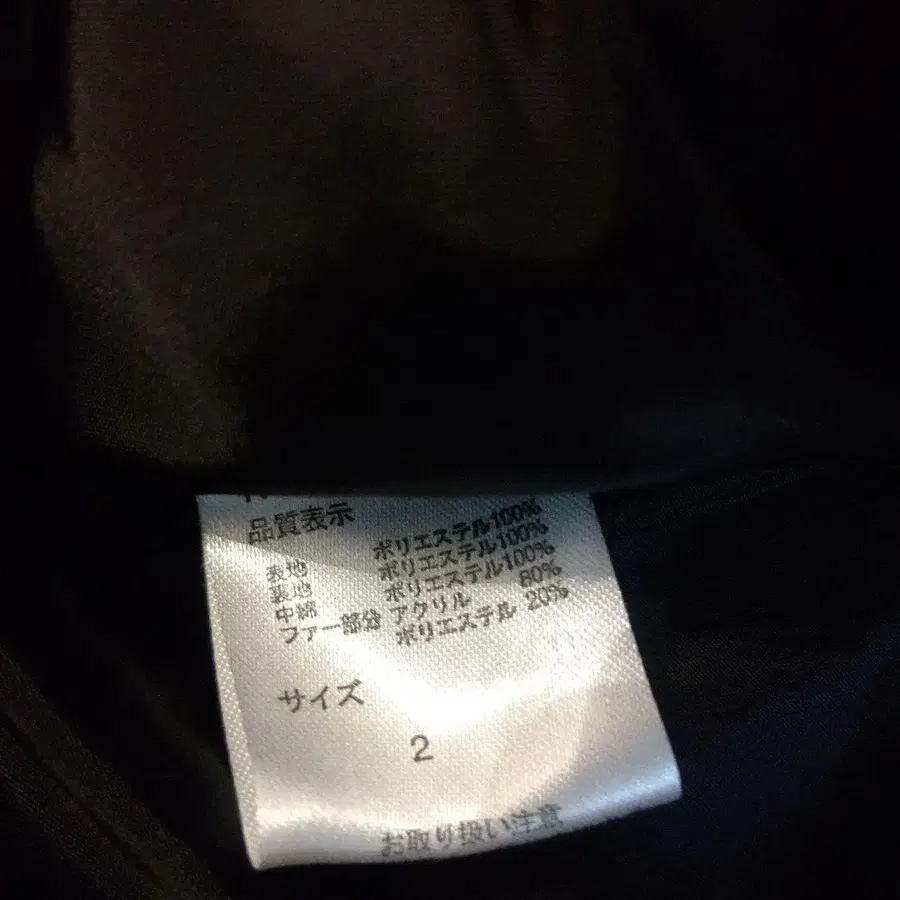 品質表示
表地 ポリエステル100%
裏地 ポリエステル100%
中綿 ポリエステル100%
ファー部分 アクリル 80%
ポリエステル 20%
サイズ
2
お取り扱い注意